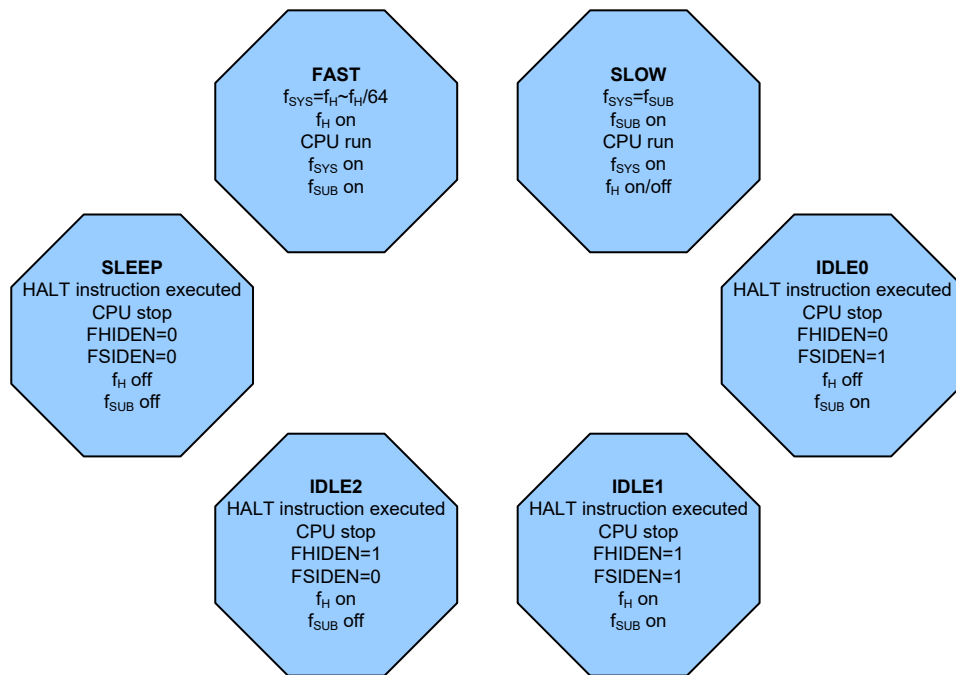 FAST
fSYS=fH~fH/64
fH on
CPU run
fSYS on
fSUB on
SLOW
fSYS=fSUB
fSUB on
CPU run
fSYS on
fH on/off
SLEEP
HALT instruction executed
CPU stop
FHIDEN=0
FSIDEN=0
fH off
fSUB off
IDLE0
HALT instruction executed
CPU stop
FHIDEN=0
FSIDEN=1
fH off
fSUB on
IDLE2
HALT instruction executed
CPU stop
FHIDEN=1
FSIDEN=0
fH on
fSUB off
IDLE1
HALT instruction executed
CPU stop
FHIDEN=1
FSIDEN=1
fH on
fSUB on